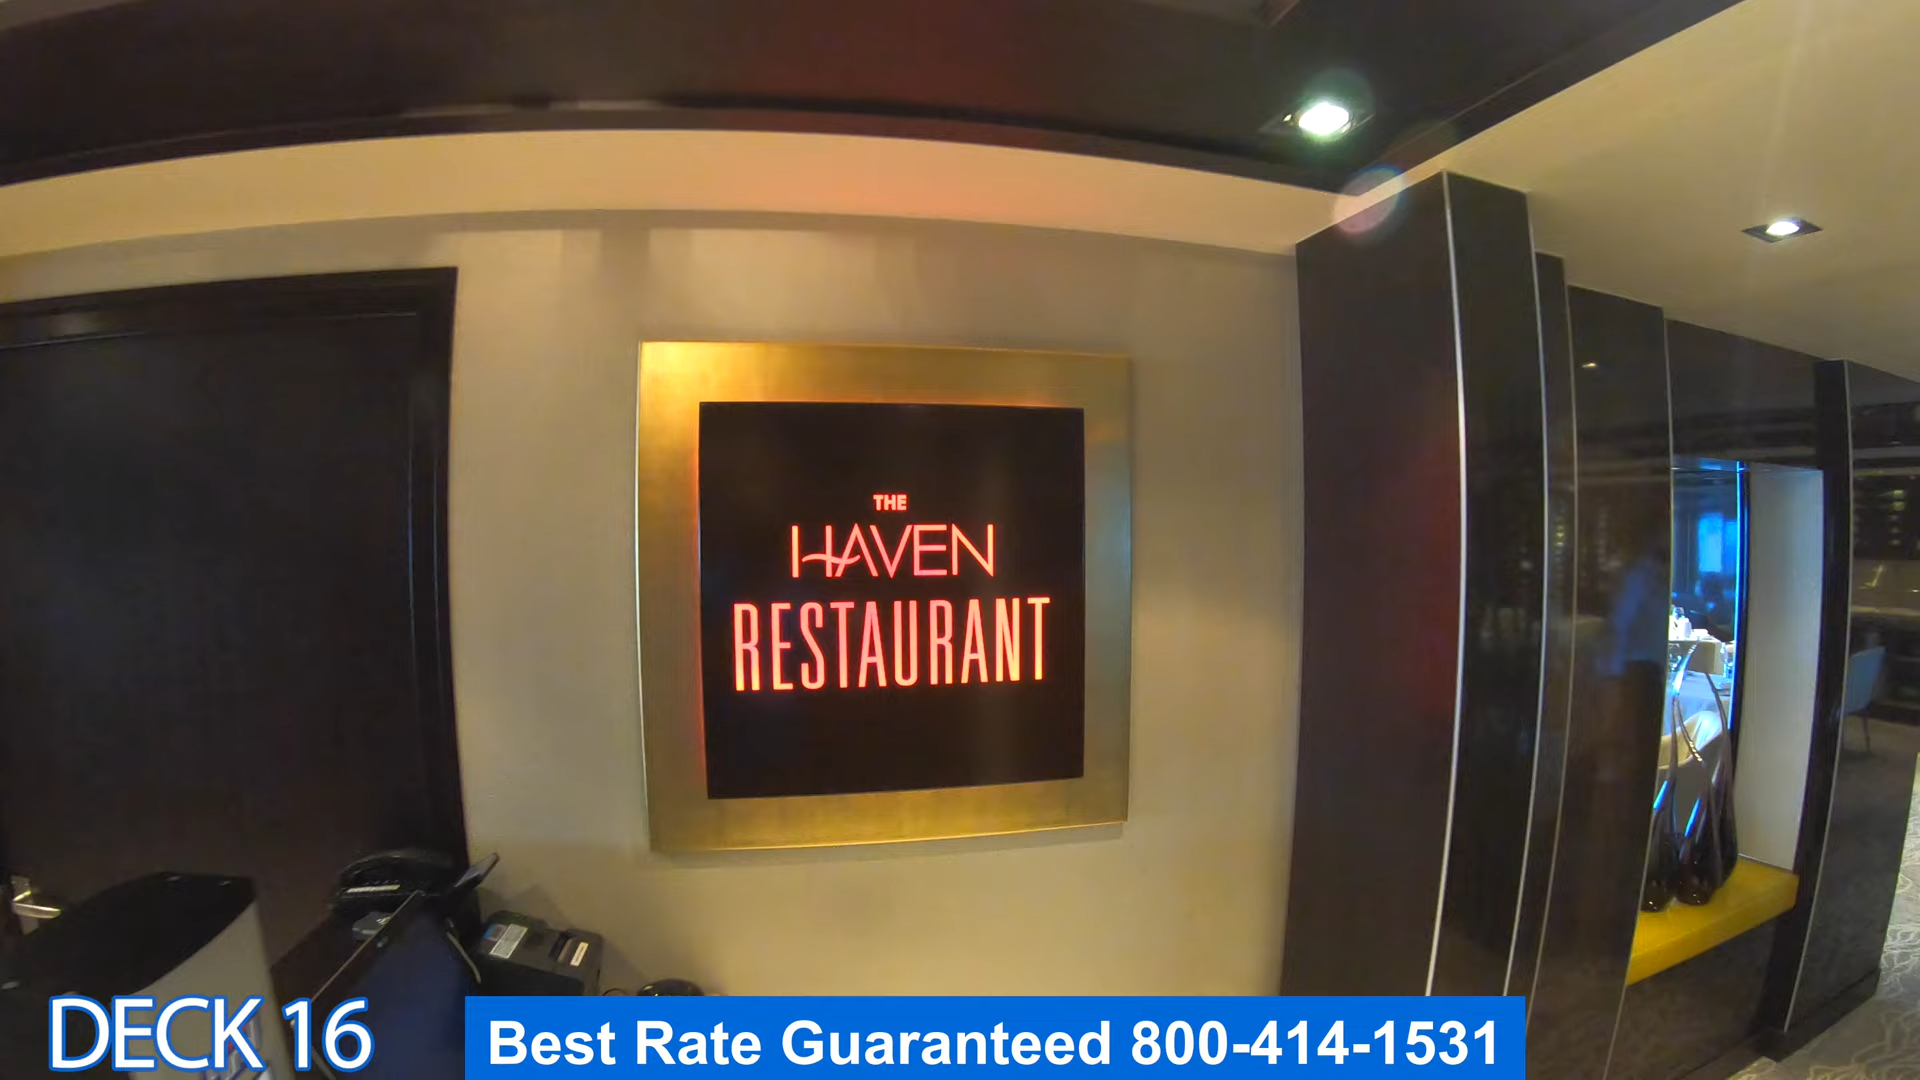 THE
HAVEN
RESTAURANT
DECK 16
Best Rate Guaranteed 800-414-1531